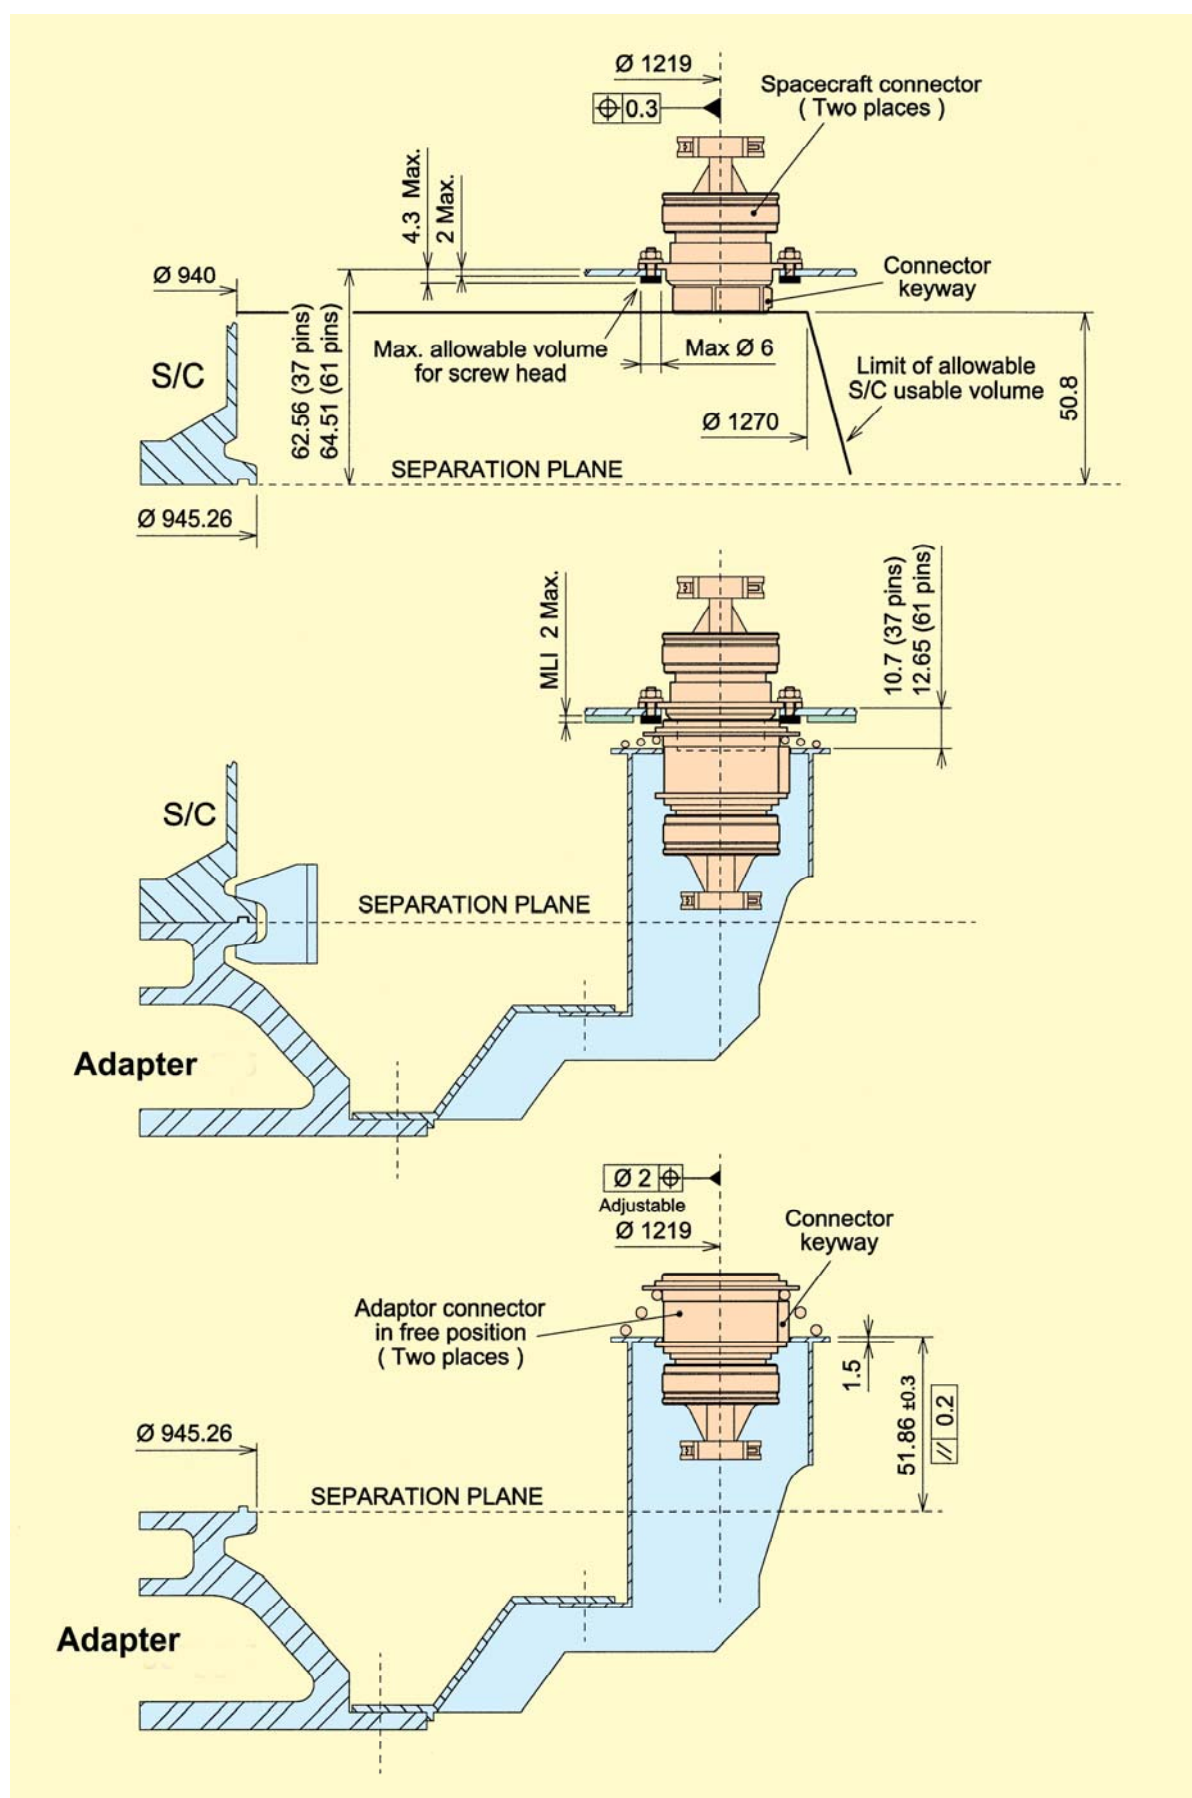 Ø 1219
⌖ 0.3
Spacecraft connector
( Two places )
4.3 Max.
2 Max.
Ø 940
Connector
keyway
62.56 (37 pins)
64.51 (61 pins)
S/C
Max. allowable volume
for screw head
Max Ø 6
Limit of allowable
S/C usable volume
50.8
Ø 1270
SEPARATION PLANE
Ø 945.26
MLI 2 Max.
10.7 (37 pins)
12.65 (61 pins)
S/C
SEPARATION PLANE
Adapter
Ø 2 ⌖
Adjustable
Ø 1219
Connector
keyway
Adaptor connector
in free position
( Two places )
1.5
51.86 ±0.3
// 0.2
Ø 945.26
SEPARATION PLANE
Adapter